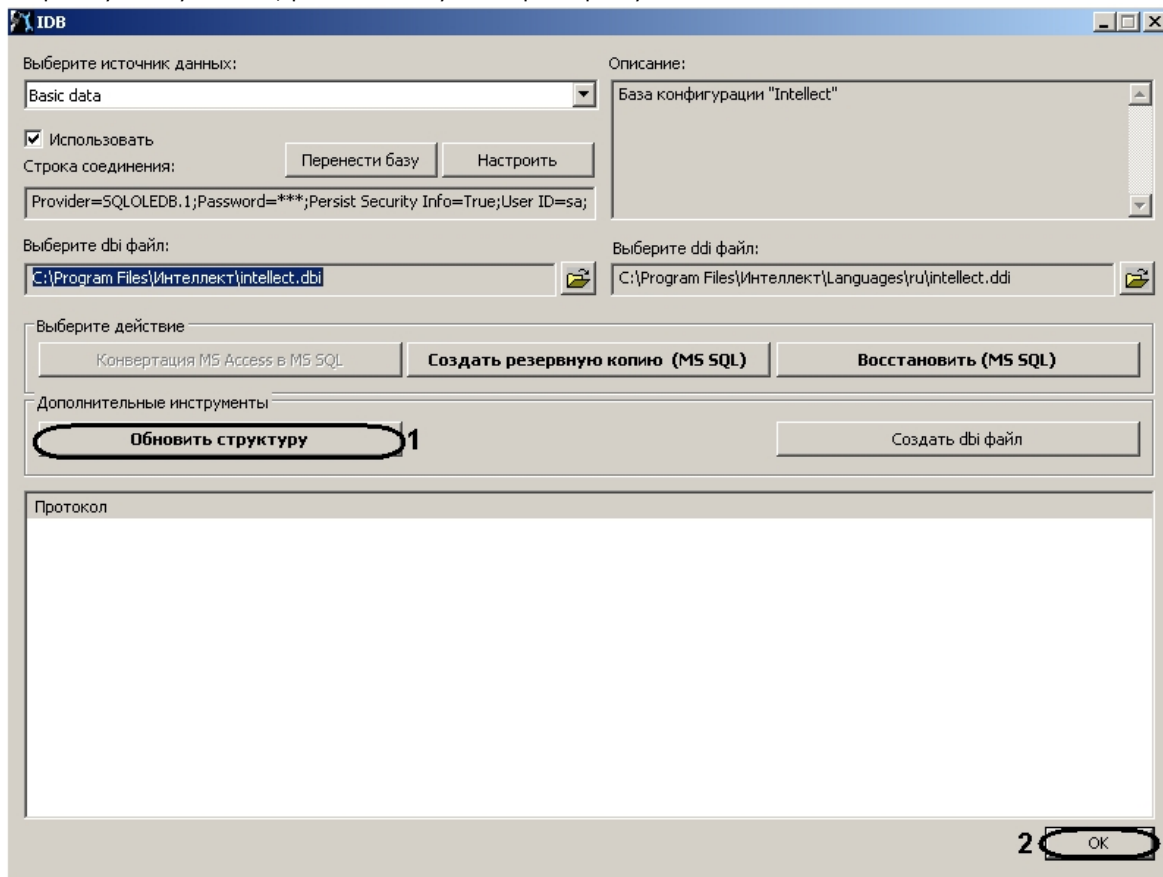 IDB
Выберите источник данных:
Описание:
Basic data
База конфигурации "Intellect"
Использовать
Строка соединения:
Перенести базу
Настроить
Provider=SQLOLEDB.1;Password=***;Persist Security Info=True;User ID=sa;
Выберите dbi файл:
Выберите ddi файл:
C:\Program Files\Интеллект\intellect.dbi
C:\Program Files\Интеллект\Languages\ru\intellect.ddi
Выберите действие
Конвертация MS Access в MS SQL
Создать резервную копию (MS SQL)
Восстановить (MS SQL)
Дополнительные инструменты
Обновить структуру
1
Создать dbi файл
Протокол
2
OK